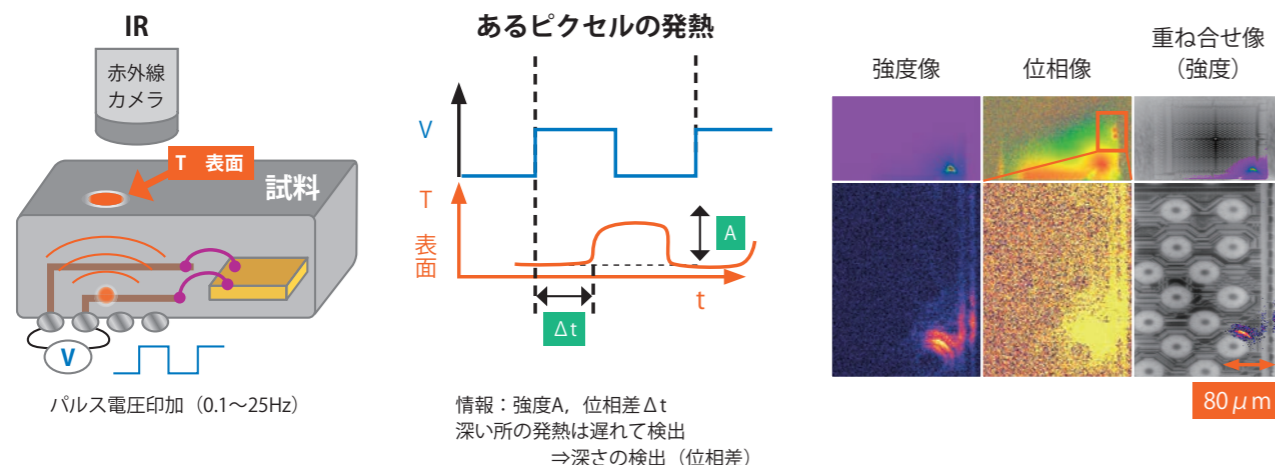 IR
赤外線
カメラ
T 表面
試料
V
パルス電圧印加（0.1～25Hz）
あるピクセルの発熱
V
T
表面
A
t
Δt
情報：強度A，位相差Δt
深い所の発熱は遅れて検出
⇒深さの検出（位相差）
強度像
位相像
重ね合せ像
（強度）
80μm